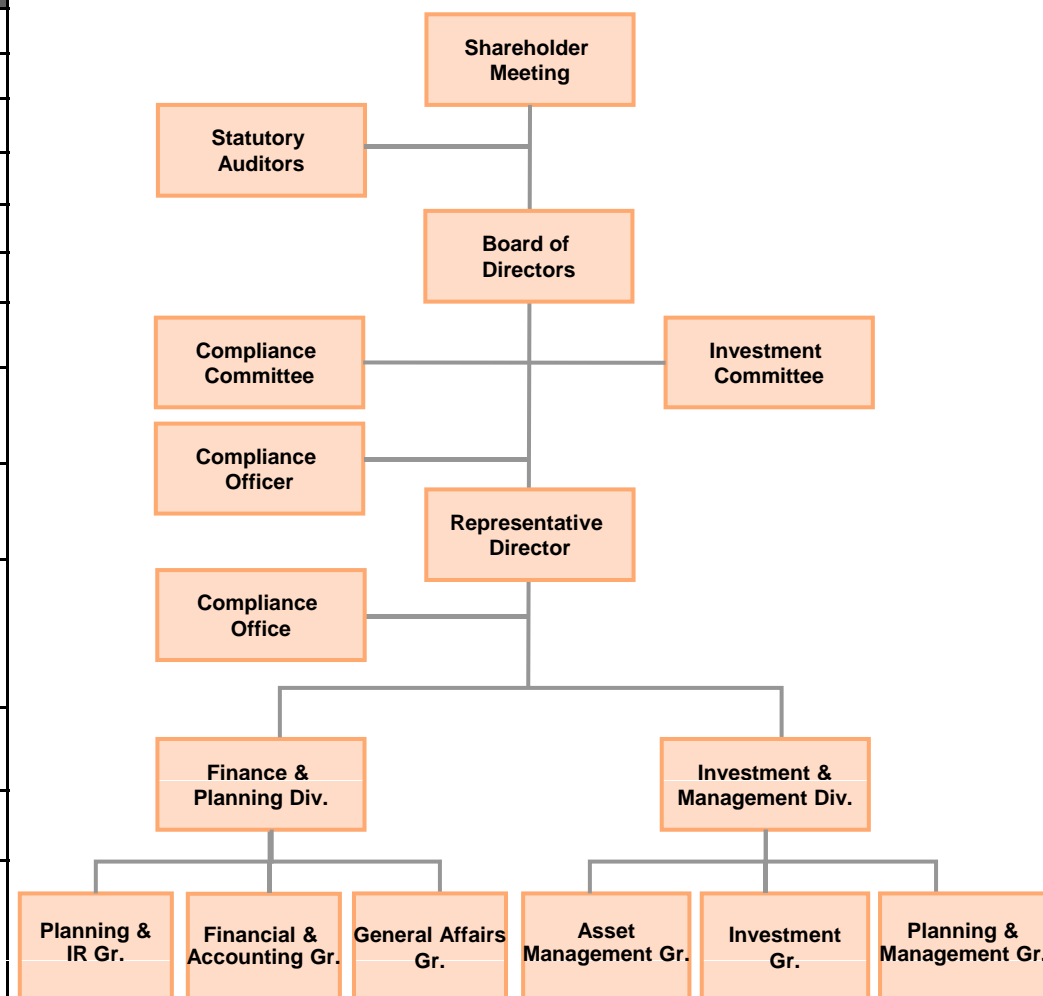 Shareholder
Meeting
Statutory
Auditors
Board of
Directors
Compliance
Committee
Investment
Committee
Compliance
Officer
Representative
Director
Compliance
Office
Finance &
Planning Div.
Investment &
Management Div.
Planning &
IR Gr.
Financial &
Accounting Gr.
General Affairs
Gr.
Asset
Management Gr.
Investment
Gr.
Planning &
Management Gr.